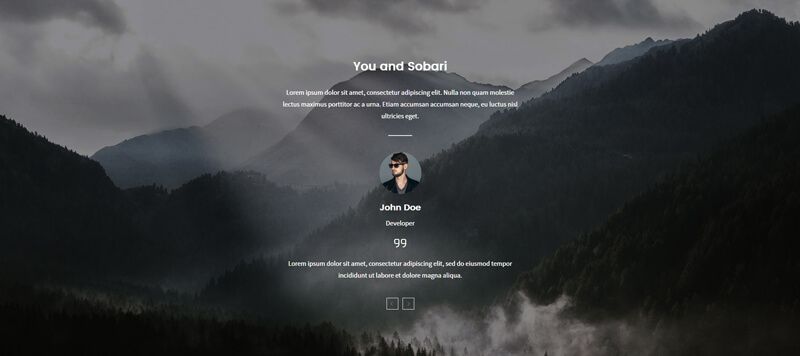 You and Sobari
Lorem ipsum dolor sit amet, consectetur adipiscing elit. Nulla non quam molestie
lectus maximus porttitor ac a urna. Etiam accumsan accumsan neque, eu luctus nisl
ultricies eget.
John Doe
Developer
99
Lorem ipsum dolor sit amet, consectetur adipiscing elit, sed do eiusmod tempor
incididunt ut labore et dolore magna aliqua.